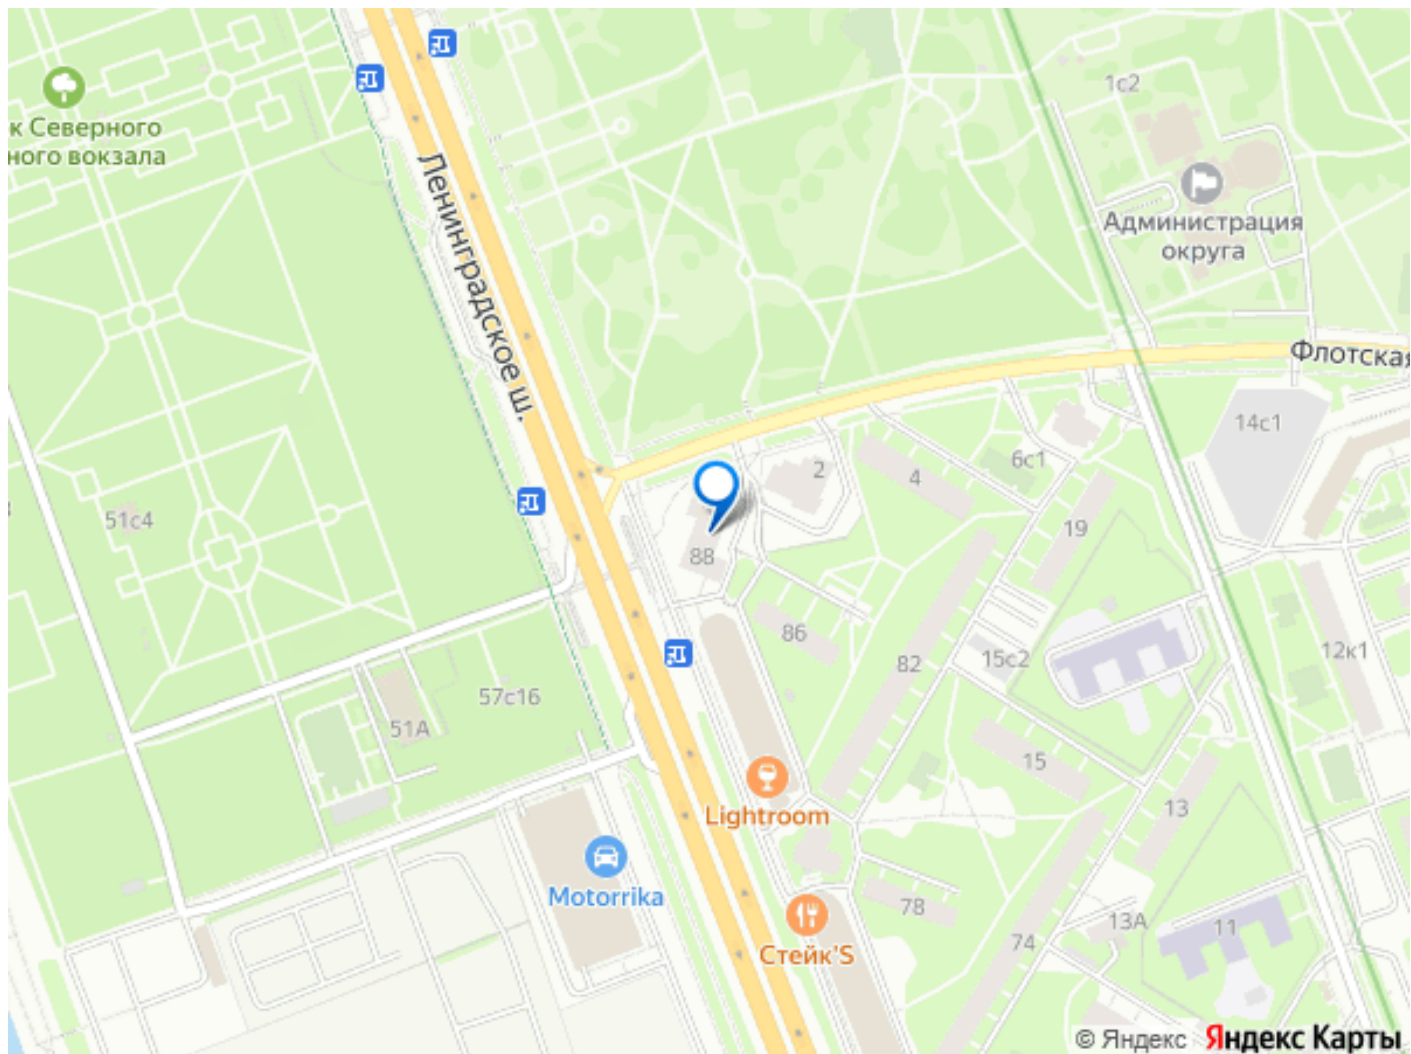 1с2
к Северного
ного вокзала
Администрация
округа
Ленинградское ш.
Флотская
14с1
2
4
6с1
19
51с4
88
86
82
15с2
12к1
57с16
51А
15
13
Lightroom
Motorrika
78
13А
11
74
Стейк'S
© Яндекс Яндекс Карты